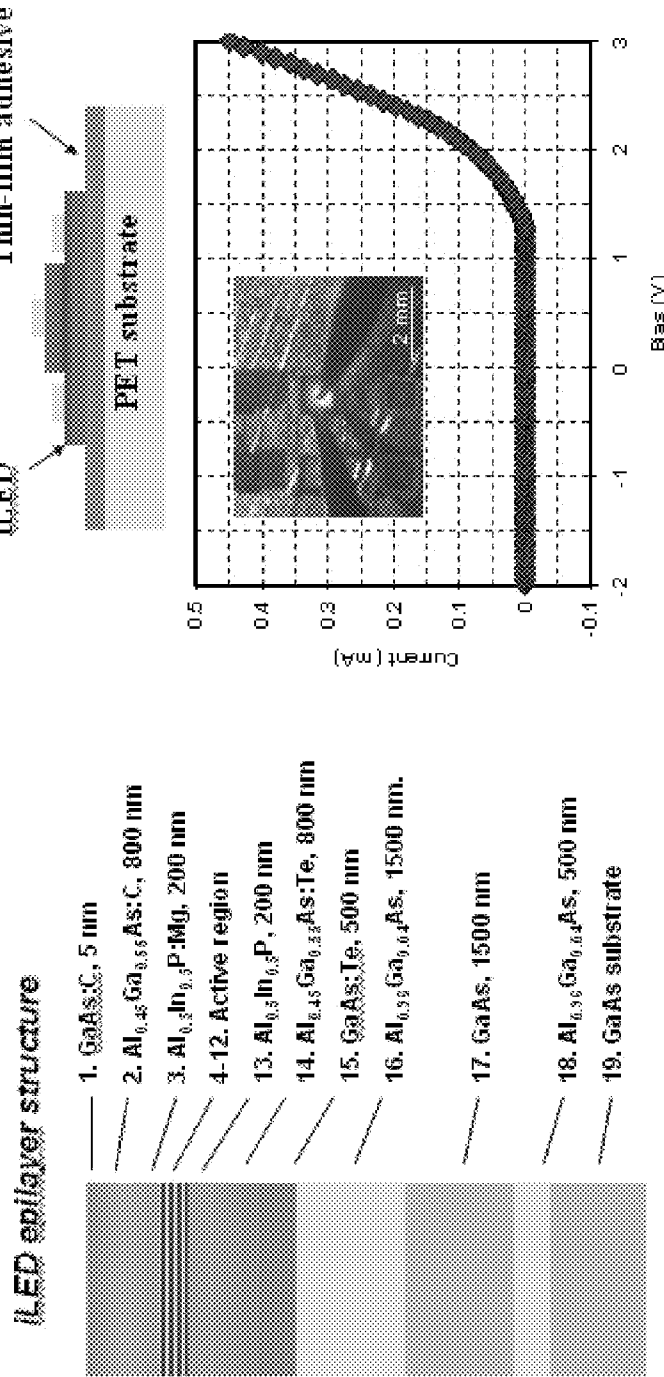 iLED epilayer structure
1. GaAs:C, 5 nm
2. Al0.45Ga0.55As:C, 800 nm
3. Al0.5In0.5P:Mg, 200 nm
4-12. Active region
13. Al0.5In0.5P, 200 nm
14. Al0.45Ga0.55As:Te, 800 nm
15. GaAs:Te, 500 nm
16. Al0.96Ga0.04As, 1500 nm.
17. GaAs, 1500 nm
18. Al0.96Ga0.04As, 500 nm
19. GaAs substrate
iLED
Thin-film adhesive
PET substrate
Current (mA)
0.5
0.4
0.3
0.2
0.1
0
-0.1
2 mm
-2
-1
0
1
2
3
Bias (V)